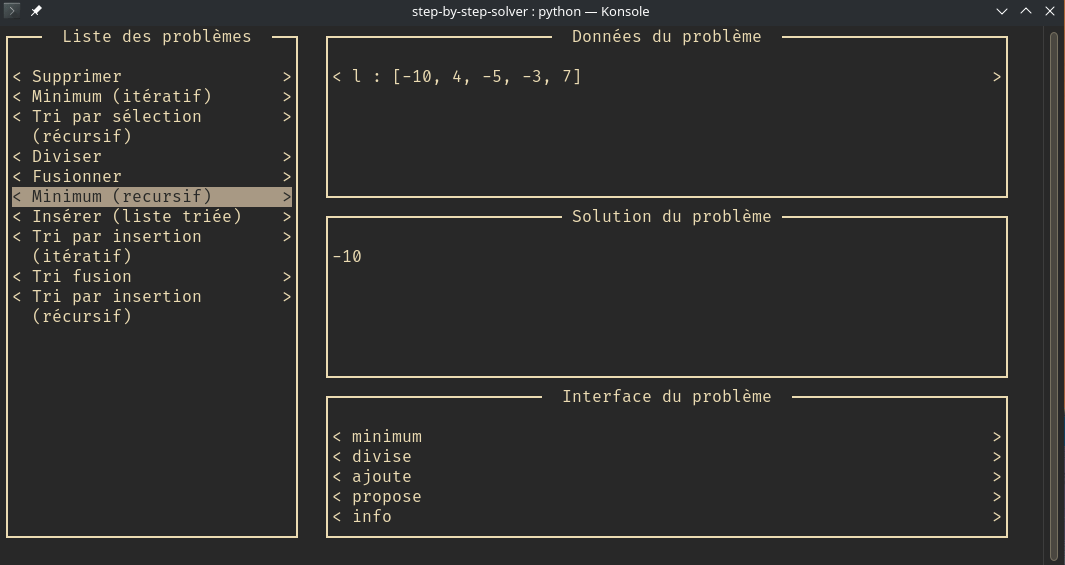 step-by-step-solver : python — Konsole
Liste des problèmes
< Supprimer >
< Minimum (itératif) >
< Tri par sélection >
(récursif)
< Diviser >
< Fusionner >
< Minimum (recursif) >
< Insérer (liste triée) >
< Tri par insertion >
(itératif)
< Tri fusion >
< Tri par insertion >
(récursif)
Données du problème
< l : [-10, 4, -5, -3, 7] >
Solution du problème
-10
Interface du problème
< minimum >
< divise >
< ajoute >
< propose >
< info >